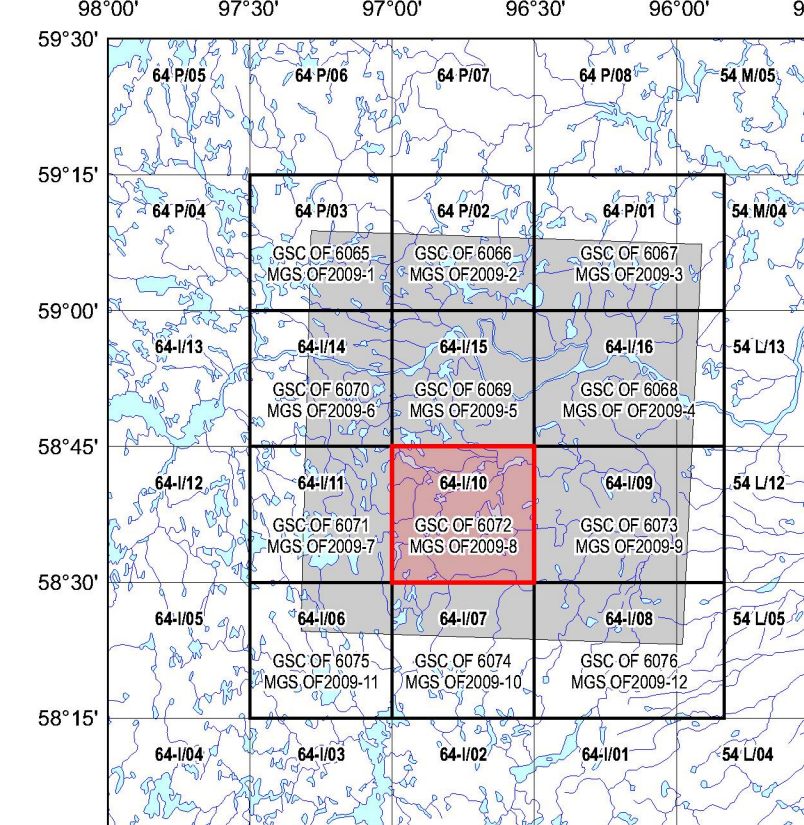 98°00' 97°30' 97°00' 96°30' 96°00'
59°30'
64 P/05 64 P/06 64 P/07 64 P/08 54 M/05
59°15'
64 P/04 64 P/03 64 P/02 64 P/01 54 M/04
GSC OF 6065 GSC OF 6066 GSC OF 6067
MGS OF2009-1 MGS OF2009-2 MGS OF2009-3
59°00'
64-I/13 64-I/14 64-I/15 64-I/16 54 L/13
GSC OF 6070 GSC OF 6069 GSC OF 6068
MGS OF2009-6 MGS OF2009-5 MGS OF OF2009-4
58°45'
64-I/12 64-I/11 64-I/10 64-I/09 54 L/12
GSC OF 6071 GSC OF 6072 GSC OF 6073
MGS OF2009-7 MGS OF2009-8 MGS OF2009-9
58°30'
64-I/05 64-I/06 64-I/07 64-I/08 54 L/05
GSC OF 6075 GSC OF 6074 GSC OF 6076
MGS OF2009-11 MGS OF2009-10 MGS OF2009-12
58°15'
64-I/04 64-I/03 64-I/02 64-I/01 54 L/04